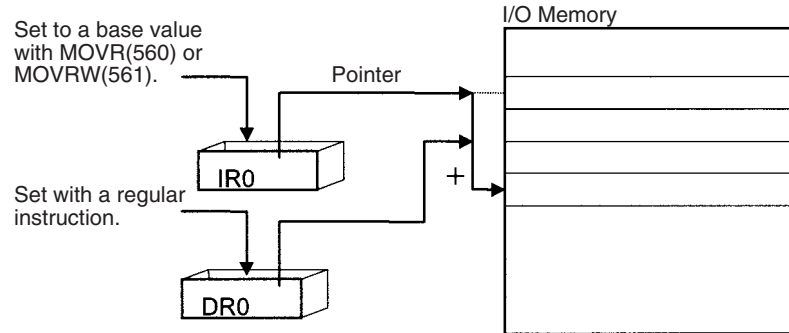 I/O Memory
Set to a base value
with MOVR(560) or
MOVRW(561).
Pointer
IR0
+
Set with a regular
instruction.
DR0